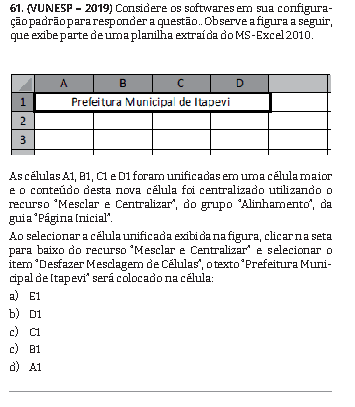 61. (VUNESP – 2019) Considere os softwares em sua configura-
ção padrão para responder a questão.. Observe a figura a seguir,
que exibe parte de uma planilha extraída do MS-Excel 2010.
A B C D
1 Prefeitura Municipal de Itapevi
2
3
As células A1, B1, C1 e D1 foram unificadas em uma célula maior
e o conteúdo desta nova célula foi centralizado utilizando o
recurso "Mesclar e Centralizar", do grupo "Alinhamento", da
guia "Página Inicial".
Ao selecionar a célula unificada exibida na figura, clicar na seta
para baixo do recurso "Mesclar e Centralizar" e selecionar o
item "Desfazer Mesclagem de Células", o texto "Prefeitura Muni-
cipal de Itapevi" será colocado na célula:
a) E1
b) D1
c) C1
c) B1
d) A1